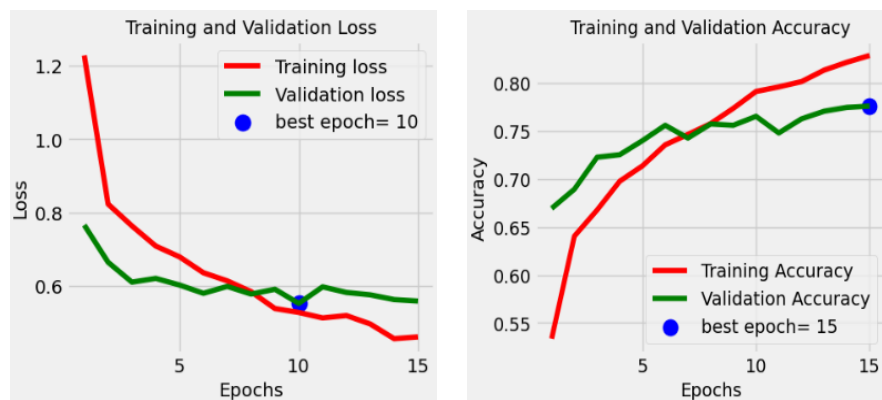 Training and Validation Loss
1.2
1.0
0.8
0.6
Loss
Training loss
Validation loss
best epoch= 10
5
10
15
Epochs
Training and Validation Accuracy
0.80
0.75
0.70
0.65
0.60
0.55
Accuracy
Training Accuracy
Validation Accuracy
best epoch= 15
5
10
15
Epochs